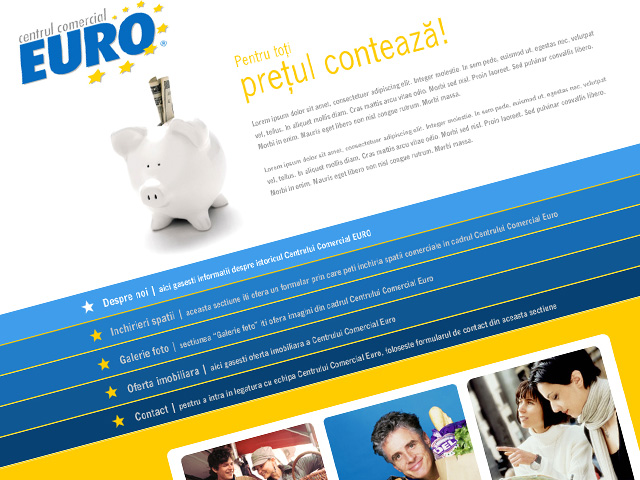 centrul comercial
EURO®
Pentru toți
prețul contează!
Lorem ipsum dolor sit amet, consectetuer adipiscing elit. Integer molestie. In sem pede, euismod ut, egestas nec, volutpat
vel, tellus. In aliquet mollis diam. Cras mattis arcu vitae odio. Morbi sed nisl. Proin laoreet. Sed pulvinar convallis libero.
Morbi in enim. Mauris eget libero non nisl congue rutrum. Morbi massa.
Lorem ipsum dolor sit amet, consectetuer adipiscing elit. Integer molestie. In sem pede, euismod ut, egestas nec, volutpat
vel, tellus. In aliquet mollis diam. Cras mattis arcu vitae odio. Morbi sed nisl. Proin laoreet. Sed pulvinar convallis libero.
Morbi in enim. Mauris eget libero non nisl congue rutrum. Morbi massa.
Despre noi | aici gasesti informatii despre istoricul Centrului Comercial EURO
Inchirieri spatii | aceasta sectiune iti ofera un formular prin care poti inchiria spatii comerciale in cadrul Centrului Comercial Euro
Galerie foto | sectiunea "Galerie foto" iti ofera imagini din cadrul Centrului Comercial Euro
Oferta imobiliara | aici gasesti oferta imobiliara a Centrului Comercial Euro
Contact | pentru a intra in legatura cu echipa Centrului Comercial Euro, foloseste formularul de contact din aceasta sectiune